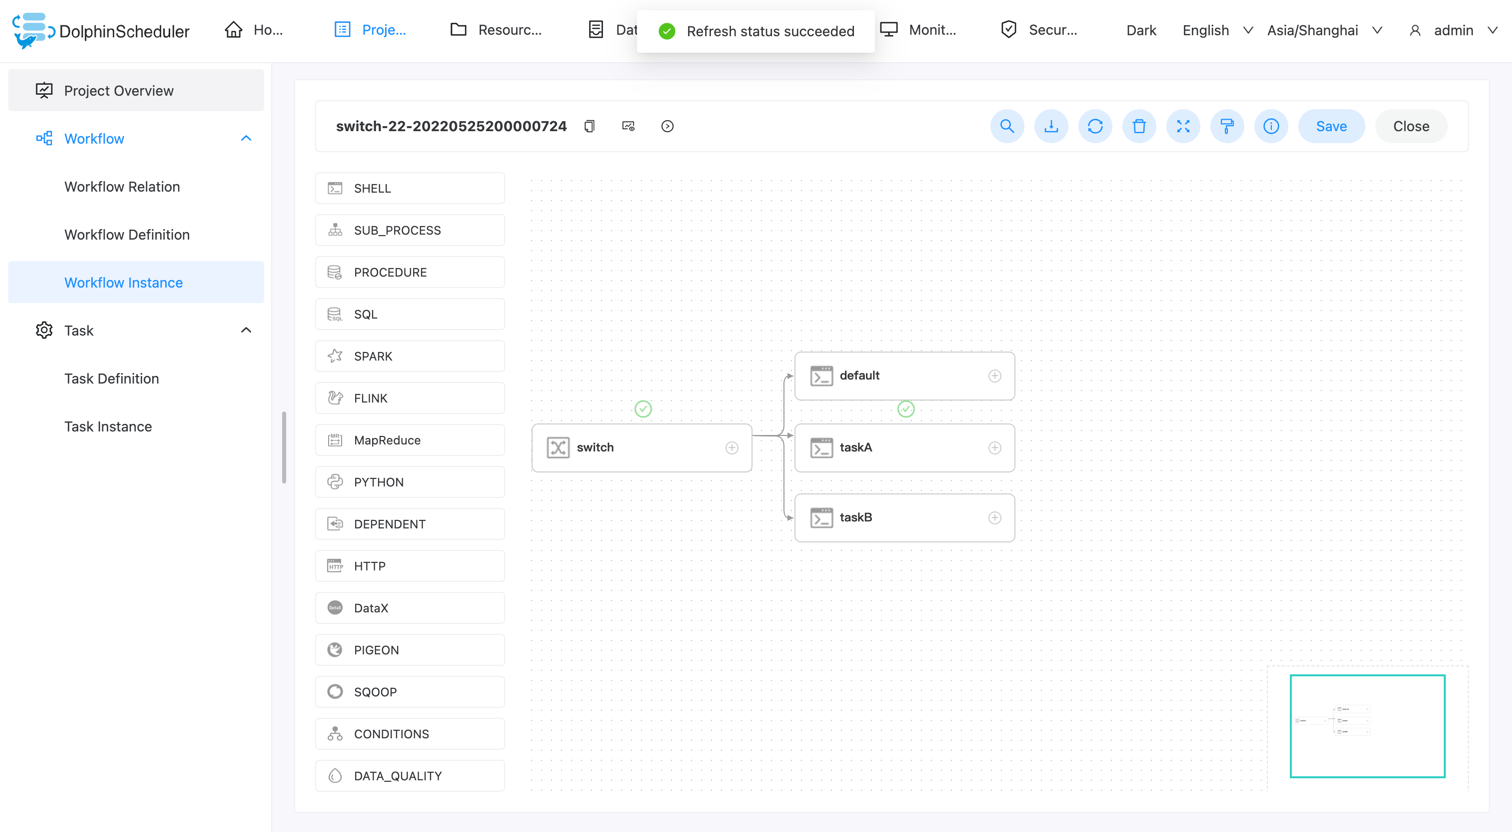 DolphinScheduler
Ho...
Proje...
Resourc...
Dat
Refresh status succeeded
Monit...
Secur...
Dark
English
Asia/Shanghai
admin
Project Overview
Workflow
Workflow Relation
Workflow Definition
Workflow Instance
Task
Task Definition
Task Instance
switch-22-20220525200000724
Save
Close
SHELL
SUB_PROCESS
PROCEDURE
SQL
SPARK
FLINK
MapReduce
PYTHON
DEPENDENT
HTTP
DataX
PIGEON
SQOOP
CONDITIONS
DATA_QUALITY
default
switch
taskA
taskB